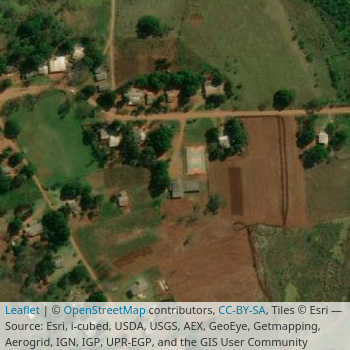 Leaflet | © OpenStreetMap contributors, CC-BY-SA, Tiles © Esri —
Source: Esri, i-cubed, USDA, USGS, AEX, GeoEye, Getmapping,
Aerogrid, IGN, IGP, UPR-EGP, and the GIS User Community